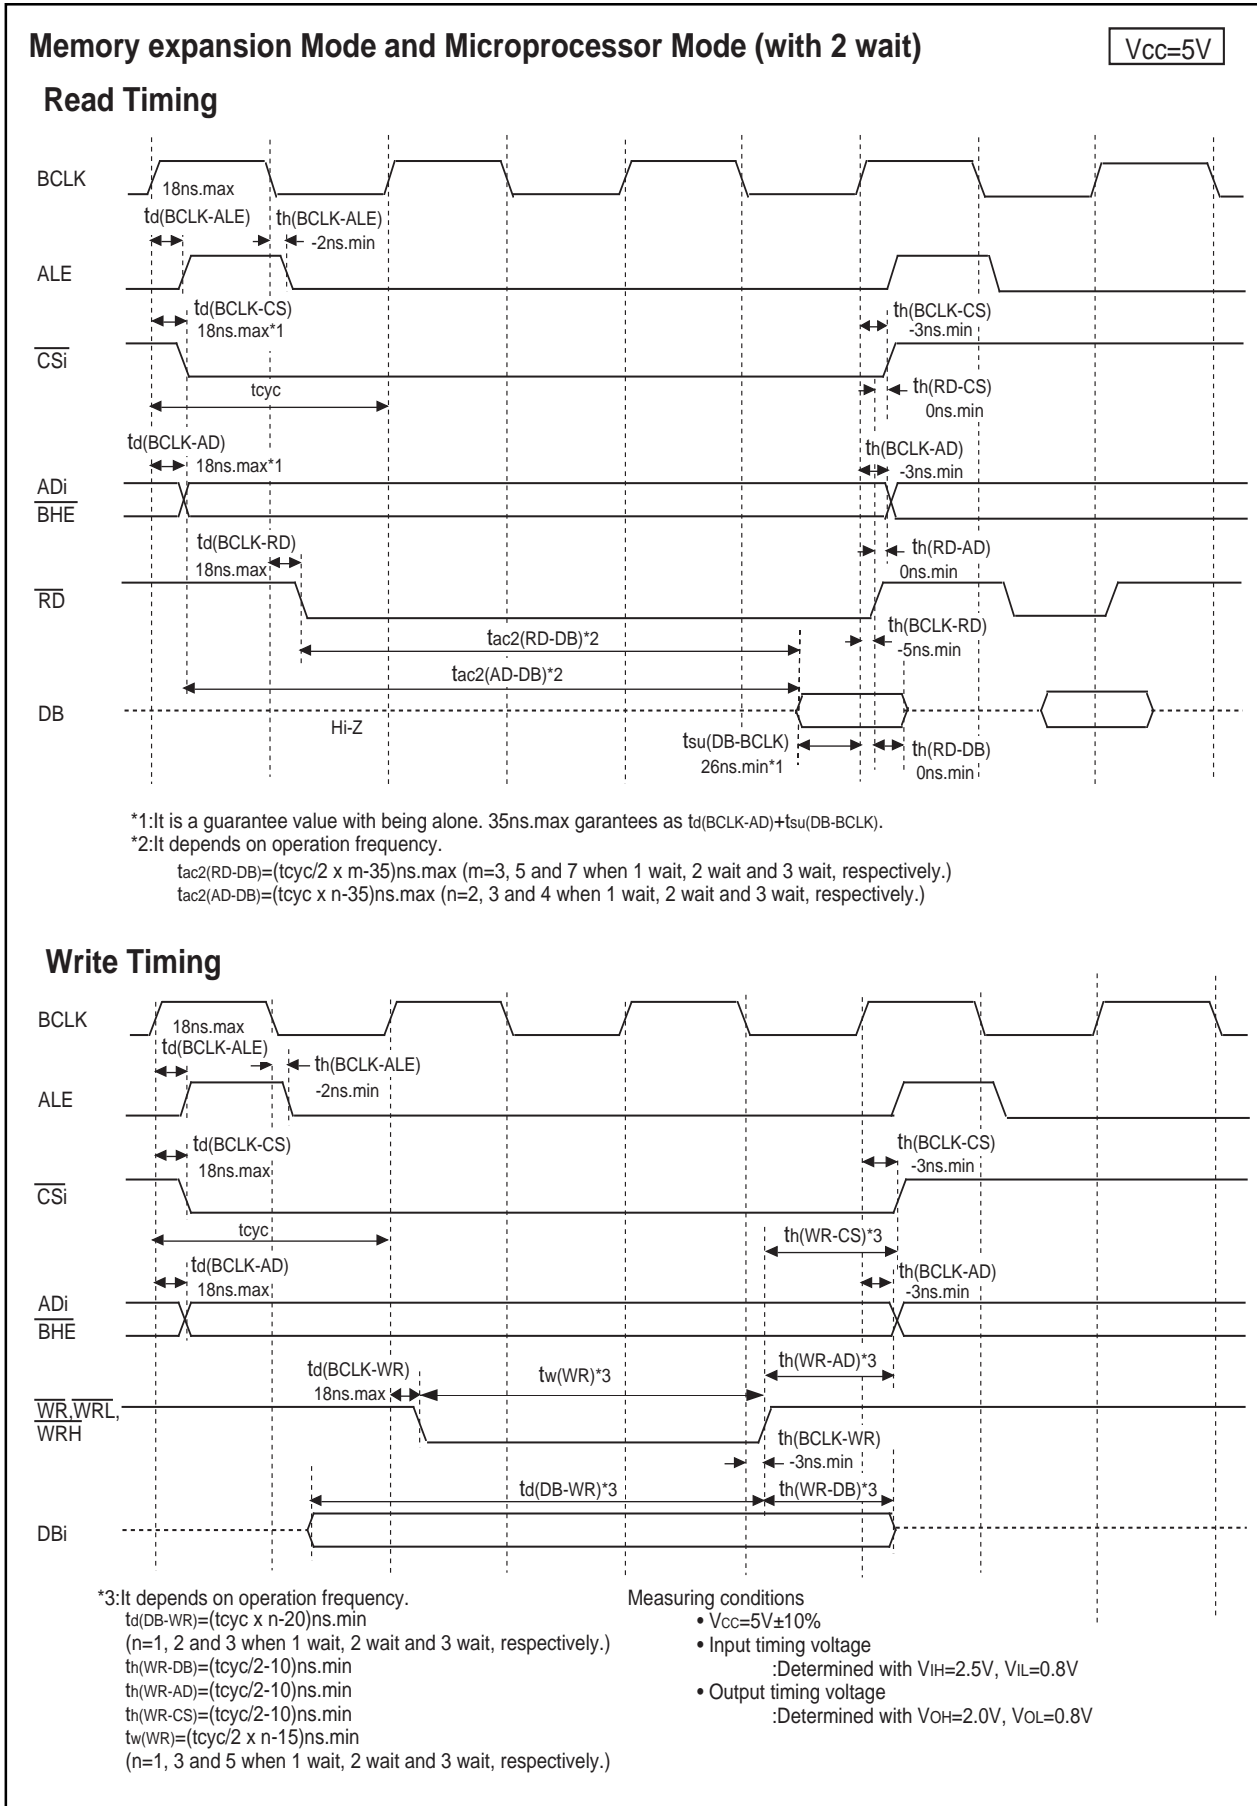 Memory expansion Mode and Microprocessor Mode (with 2 wait)
Vcc=5V
Read Timing
BCLK
18ns.max
td(BCLK-ALE)
th(BCLK-ALE)
-2ns.min
ALE
td(BCLK-CS)
18ns.max*1
th(BCLK-CS)
-3ns.min
CSi
tcyc
th(RD-CS)
0ns.min
td(BCLK-AD)
18ns.max*1
th(BCLK-AD)
-3ns.min
ADi
BHE
td(BCLK-RD)
18ns.max
th(RD-AD)
0ns.min
RD
th(BCLK-RD)
-5ns.min
tac2(RD-DB)*2
tac2(AD-DB)*2
DB
Hi-Z
tsu(DB-BCLK)
26ns.min*1
th(RD-DB)
0ns.min
*1:It is a guarantee value with being alone. 35ns.max garantees as td(BCLK-AD)+tsu(DB-BCLK).
*2:It depends on operation frequency.
tac2(RD-DB)=(tcyc/2 x m-35)ns.max (m=3, 5 and 7 when 1 wait, 2 wait and 3 wait, respectively.)
tac2(AD-DB)=(tcyc x n-35)ns.max (n=2, 3 and 4 when 1 wait, 2 wait and 3 wait, respectively.)
Write Timing
BCLK
18ns.max
td(BCLK-ALE)
th(BCLK-ALE)
-2ns.min
ALE
td(BCLK-CS)
18ns.max
th(BCLK-CS)
-3ns.min
CSi
tcyc
th(WR-CS)*3
td(BCLK-AD)
18ns.max
th(BCLK-AD)
-3ns.min
ADi
BHE
td(BCLK-WR)
18ns.max
tw(WR)*3
th(WR-AD)*3
WR,WRL,
WRH
th(BCLK-WR)
-3ns.min
td(DB-WR)*3
th(WR-DB)*3
DBi
*3:It depends on operation frequency.
td(DB-WR)=(tcyc x n-20)ns.min
(n=1, 2 and 3 when 1 wait, 2 wait and 3 wait, respectively.)
th(WR-DB)=(tcyc/2-10)ns.min
th(WR-AD)=(tcyc/2-10)ns.min
th(WR-CS)=(tcyc/2-10)ns.min
tw(WR)=(tcyc/2 x n-15)ns.min
(n=1, 3 and 5 when 1 wait, 2 wait and 3 wait, respectively.)
Measuring conditions
• VCC=5V±10%
• Input timing voltage
:Determined with VIH=2.5V, VIL=0.8V
• Output timing voltage
:Determined with VOH=2.0V, VOL=0.8V